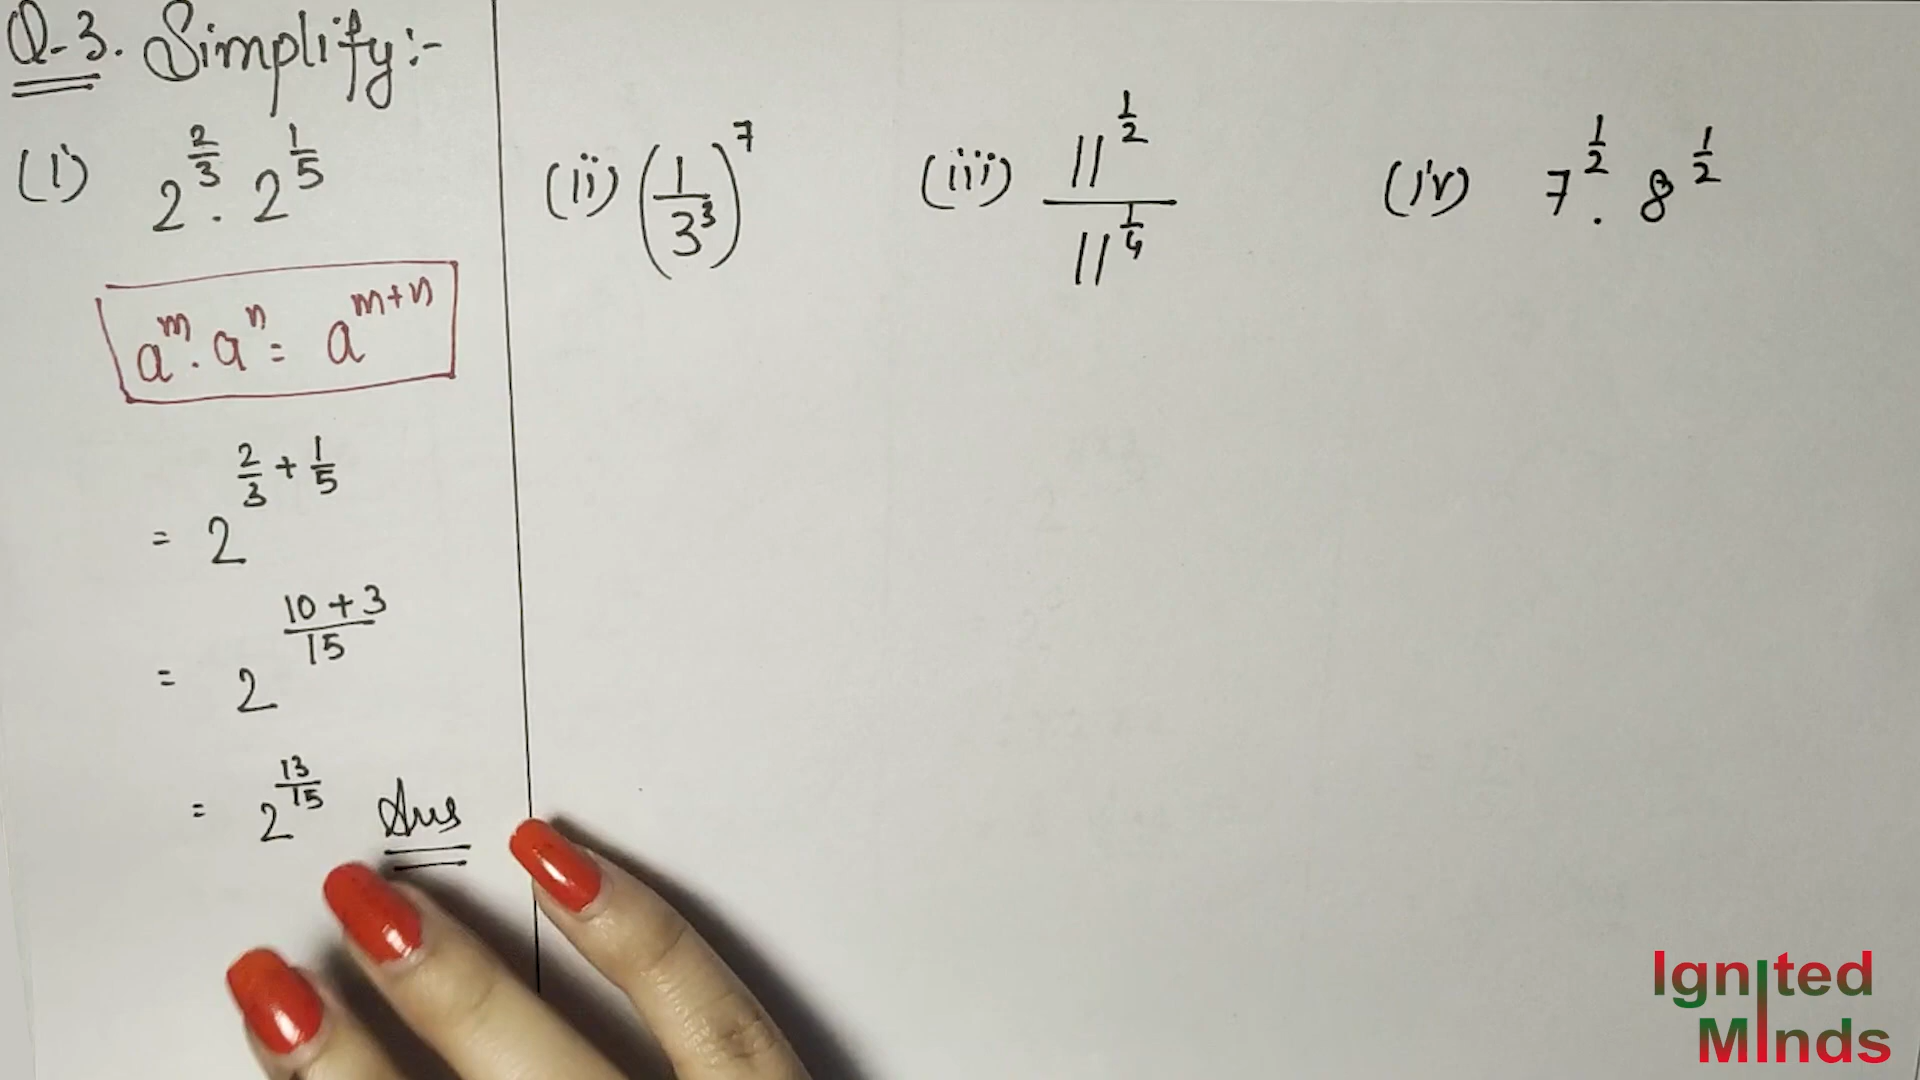 Q-3. Simplify:-
(i) 2^(2/3) . 2^(1/5)
a^m . a^n = a^(m+n)
= 2^(2/3 + 1/5)
= 2^((10 + 3)/15)
= 2^(13/15) Ans
(ii) (1/3^3)^7
(iii) 11^(1/2) / 11^(1/4)
(iv) 7^(1/2) . 8^(1/2)
Ignited
Minds